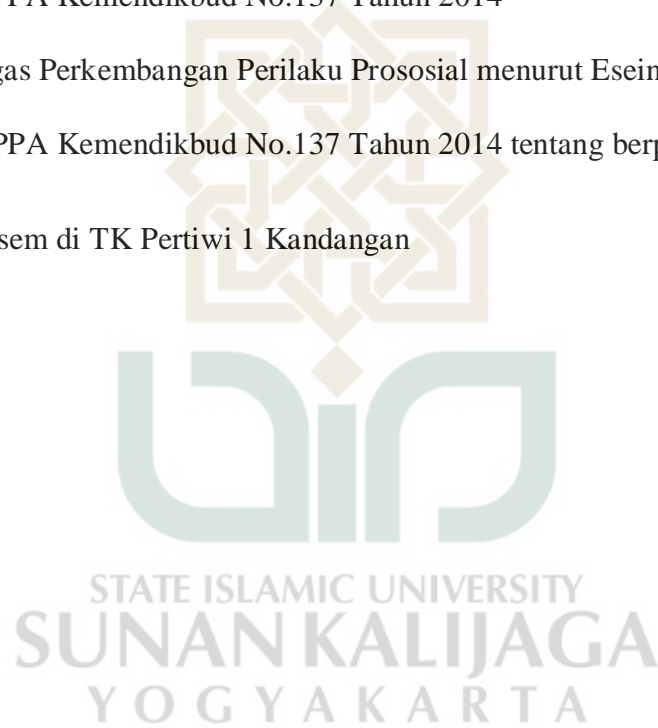 PA Kemendikbud No.137 Tahun 2014
gas Perkembangan Perilaku Prososial menurut Esein
PPA Kemendikbud No.137 Tahun 2014 tentang berp
sem di TK Pertiwi 1 Kandangan
STATE ISLAMIC UNIVERSITY
SUNAN KALIJAGA
YOGYAKARTA